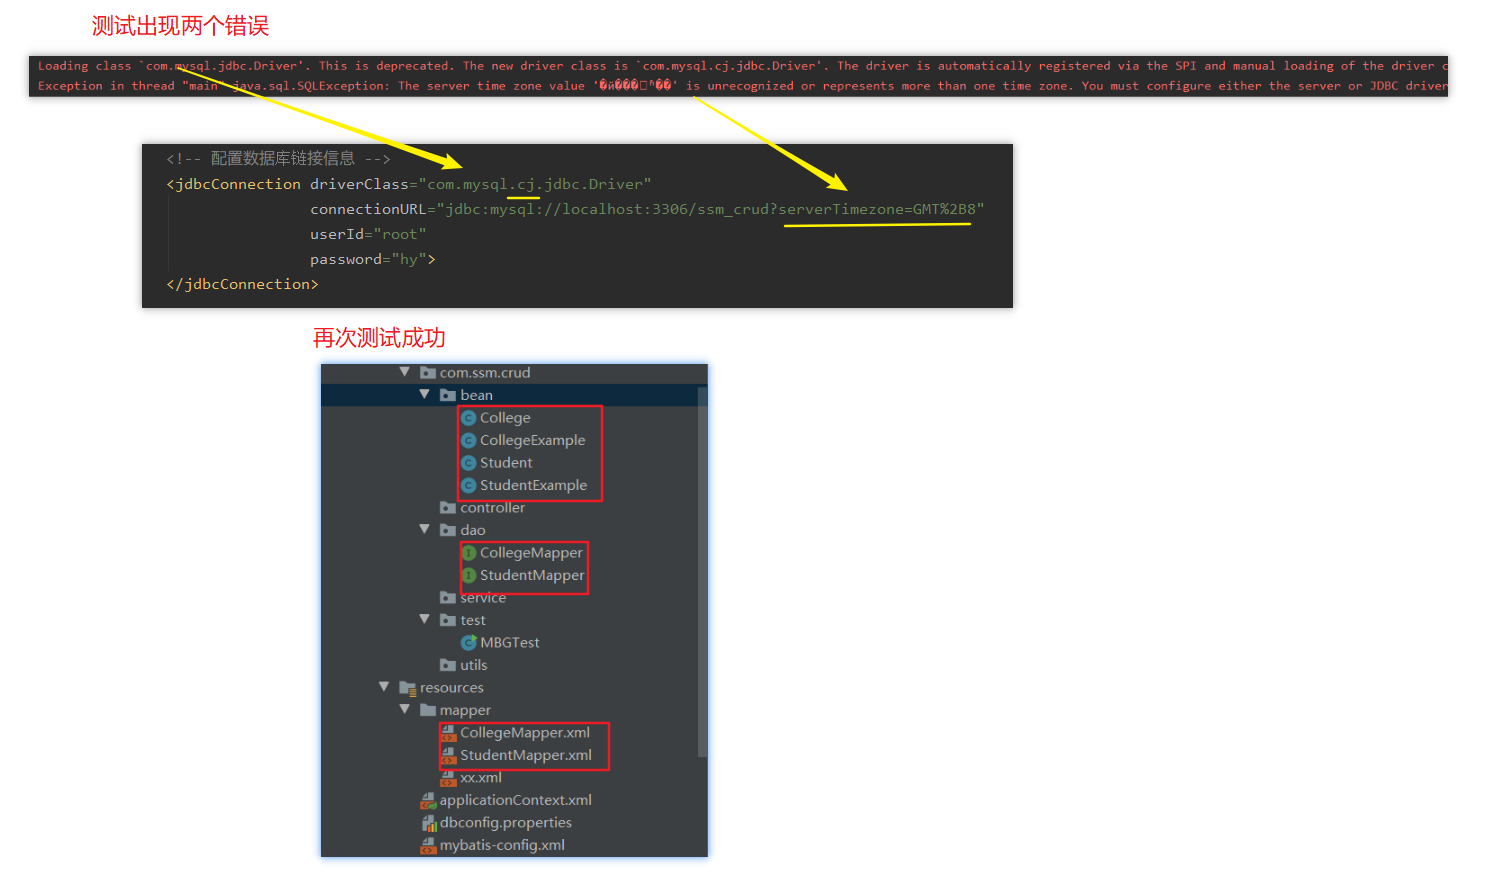 测试出现两个错误
Loading class `com.mysql.jdbc.Driver'. This is deprecated. The new driver class is `com.mysql.cj.jdbc.Driver'. The driver is automatically registered via the SPI and manual loading of the driver c
Exception in thread "main" java.sql.SQLException: The server time zone value '' is unrecognized or represents more than one time zone. You must configure either the server or JDBC driver
<!-- 配置数据库链接信息 -->
<jdbcConnection driverClass="com.mysql.cj.jdbc.Driver"
connectionURL="jdbc:mysql://localhost:3306/ssm_crud?serverTimezone=GMT%2B8"
userId="root"
password="hy">
</jdbcConnection>
再次测试成功
com.ssm.crud
bean
College
CollegeExample
Student
StudentExample
controller
dao
CollegeMapper
StudentMapper
service
test
MBGTest
utils
resources
mapper
CollegeMapper.xml
StudentMapper.xml
xx.xml
applicationContext.xml
dbconfig.properties
mybatis-config.xml